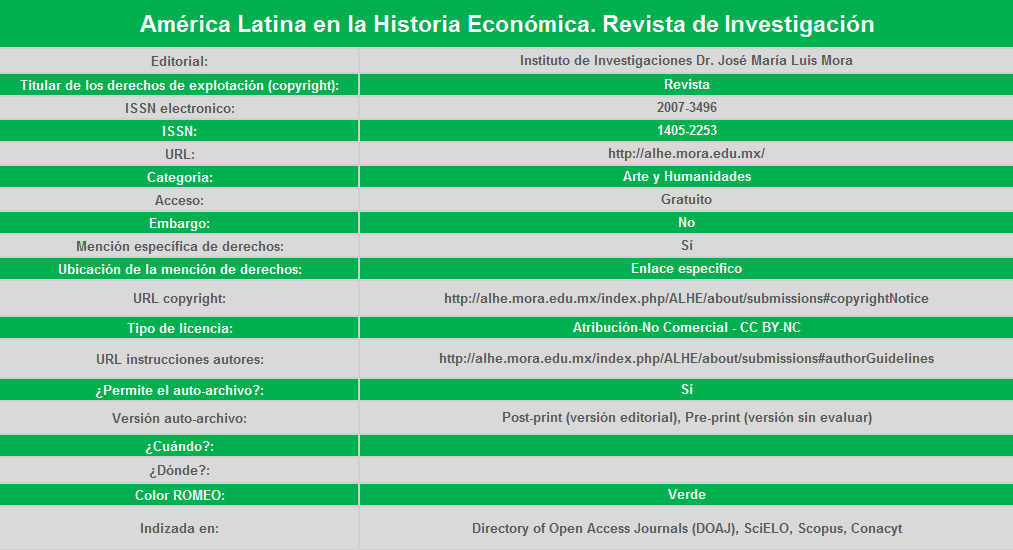 América Latina en la Historia Económica. Revista de Investigación
Editorial: Instituto de Investigaciones Dr. José María Luis Mora
Titular de los derechos de explotación (copyright): Revista
ISSN electronico: 2007-3496
ISSN: 1405-2253
URL: http://alhe.mora.edu.mx/
Categoria: Arte y Humanidades
Acceso: Gratuito
Embargo: No
Mención específica de derechos: Sí
Ubicación de la mención de derechos: Enlace especifico
URL copyright: http://alhe.mora.edu.mx/index.php/ALHE/about/submissions#copyrightNotice
Tipo de licencia: Atribución-No Comercial - CC BY-NC
URL instrucciones autores: http://alhe.mora.edu.mx/index.php/ALHE/about/submissions#authorGuidelines
¿Permite el auto-archivo?: Sí
Versión auto-archivo: Post-print (versión editorial), Pre-print (versión sin evaluar)
¿Cuándo?:
¿Dónde?:
Color ROMEO: Verde
Indizada en: Directory of Open Access Journals (DOAJ), SciELO, Scopus, Conacyt